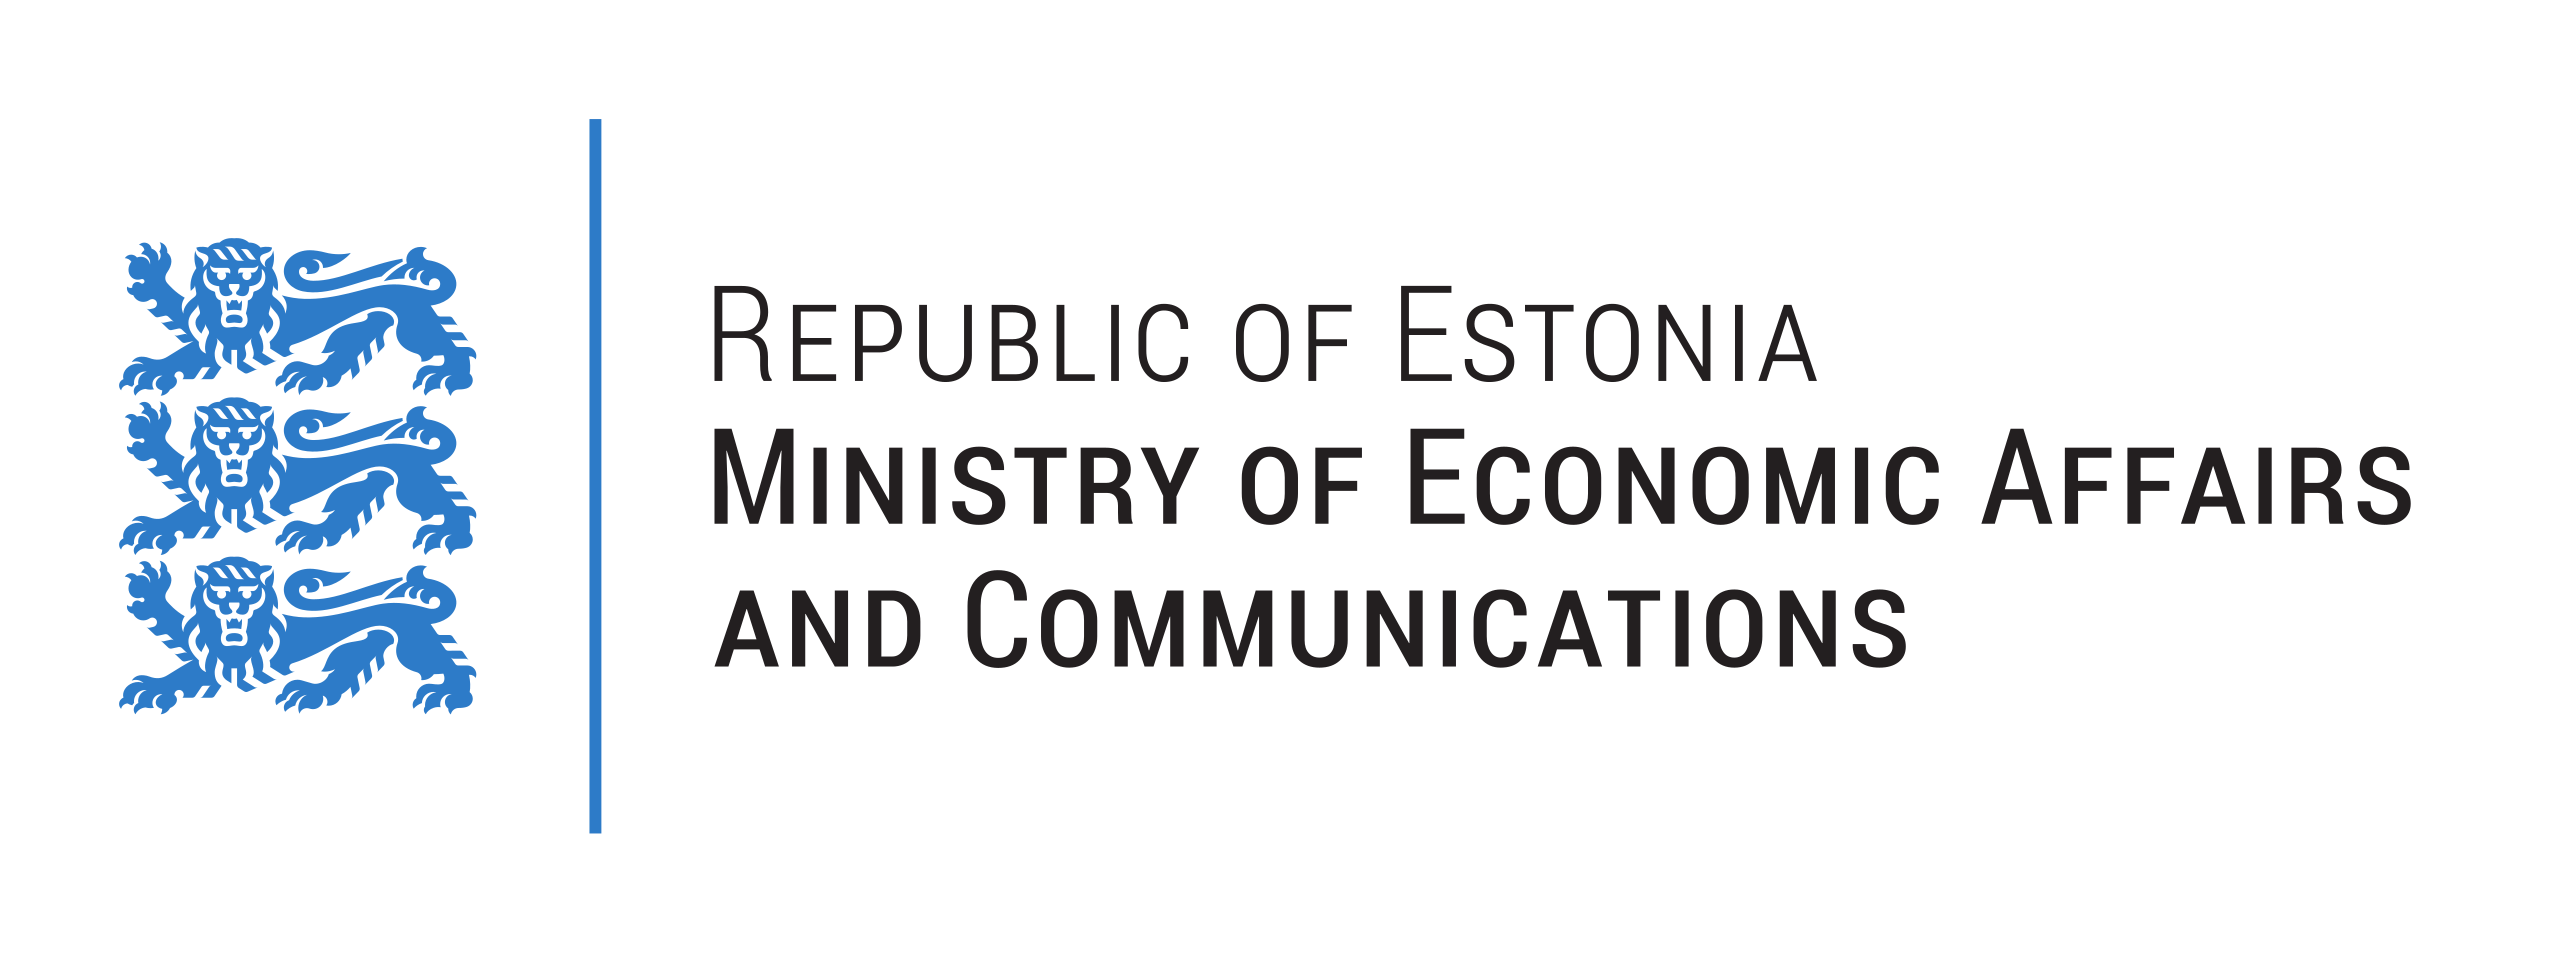 Republic of Estonia
Ministry of Economic Affairs
and Communications